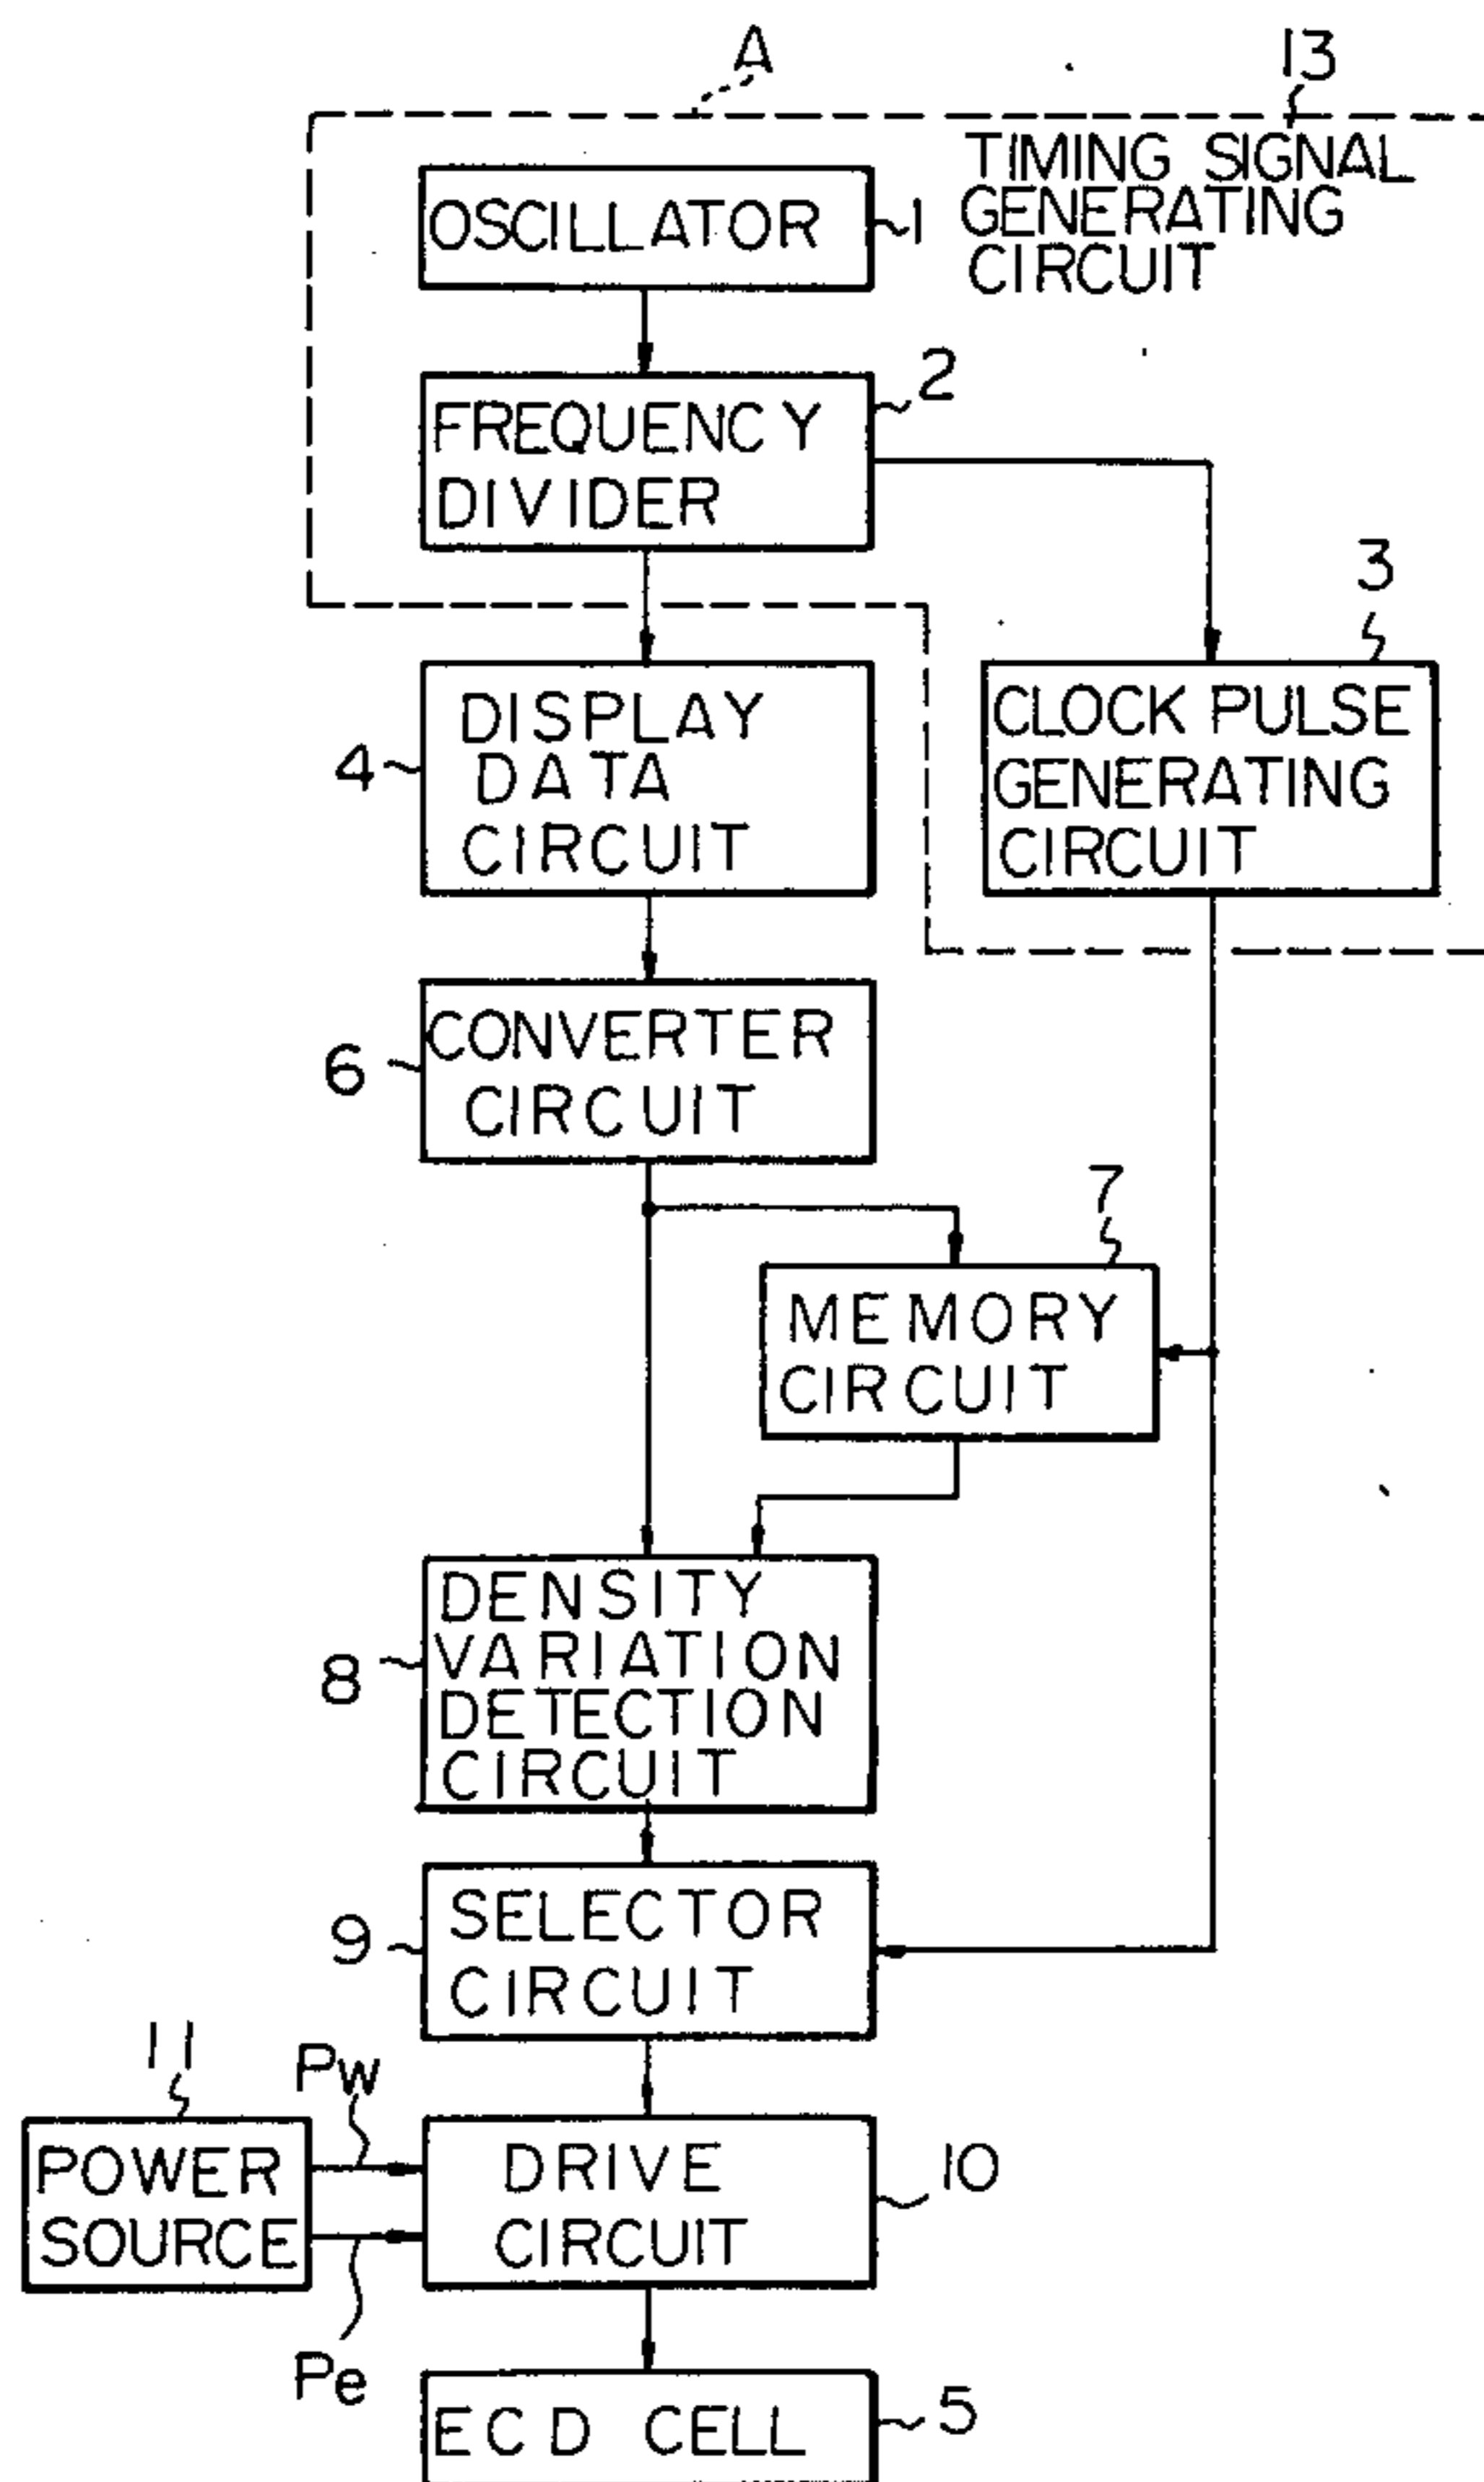 A
13
TIMING SIGNAL
GENERATING
CIRCUIT
OSCILLATOR
1
2
FREQUENCY
DIVIDER
3
DISPLAY
DATA
CIRCUIT
4
CLOCK PULSE
GENERATING
CIRCUIT
CONVERTER
CIRCUIT
6
7
MEMORY
CIRCUIT
DENSITY
VARIATION
DETECTION
CIRCUIT
8
SELECTOR
CIRCUIT
9
11
Pw
POWER
SOURCE
DRIVE
CIRCUIT
10
Pe
ECD CELL
5